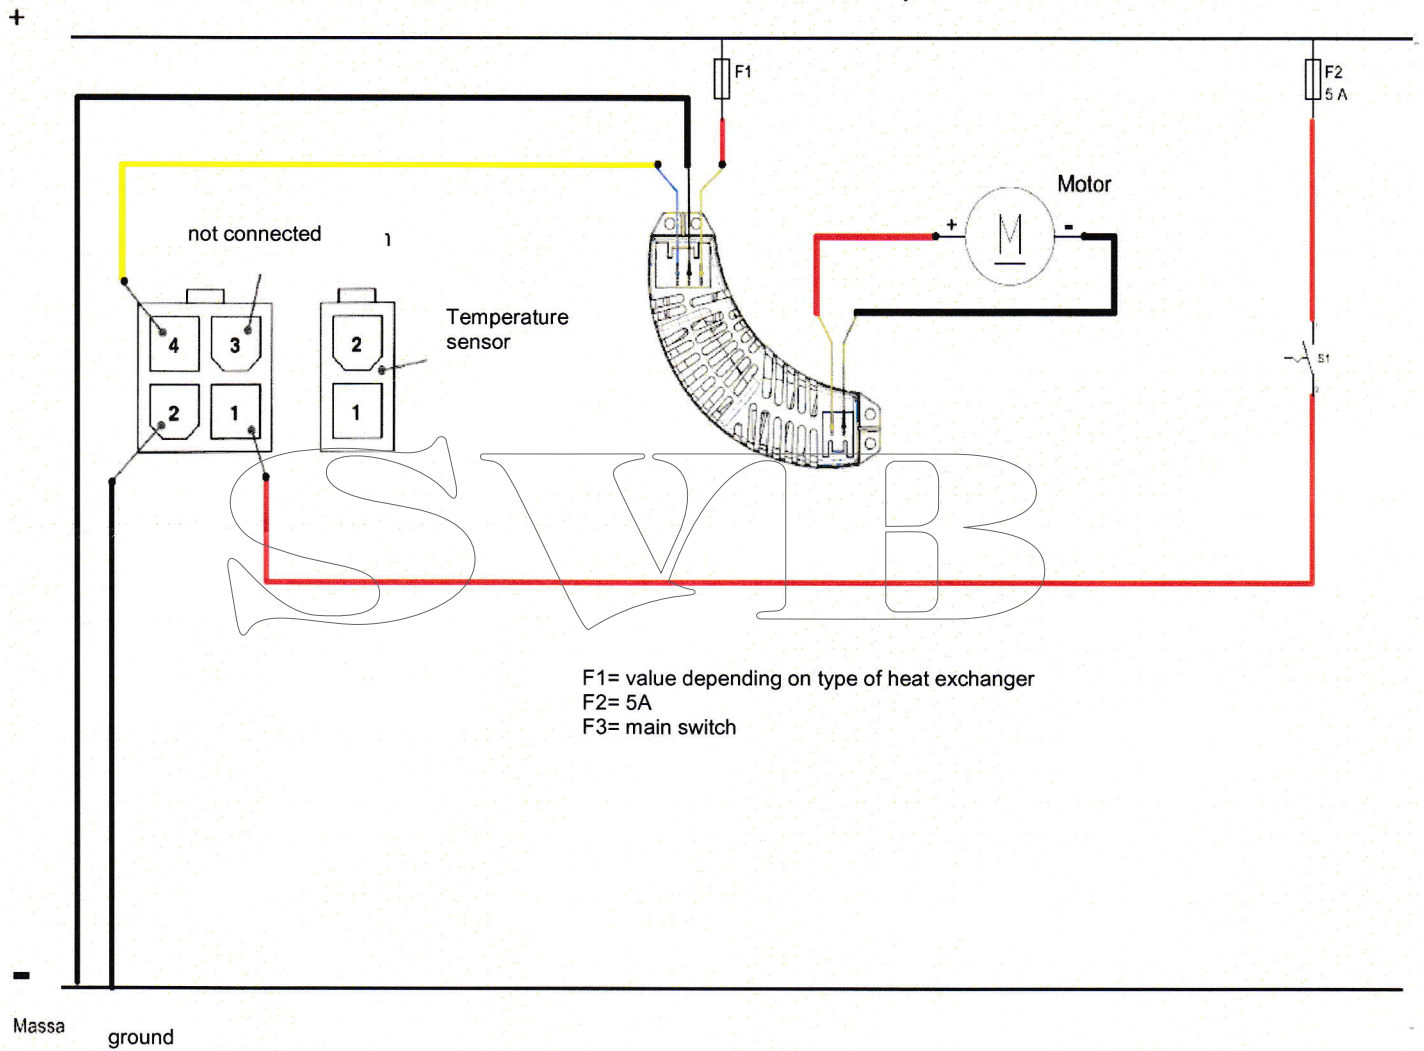 +
F1
F2
5 A
Motor
+
-
M
not connected
Temperature
sensor
4
3
2
2
1
1
S1
SVB
F1= value depending on type of heat exchanger
F2= 5A
F3= main switch
-
Massa
ground